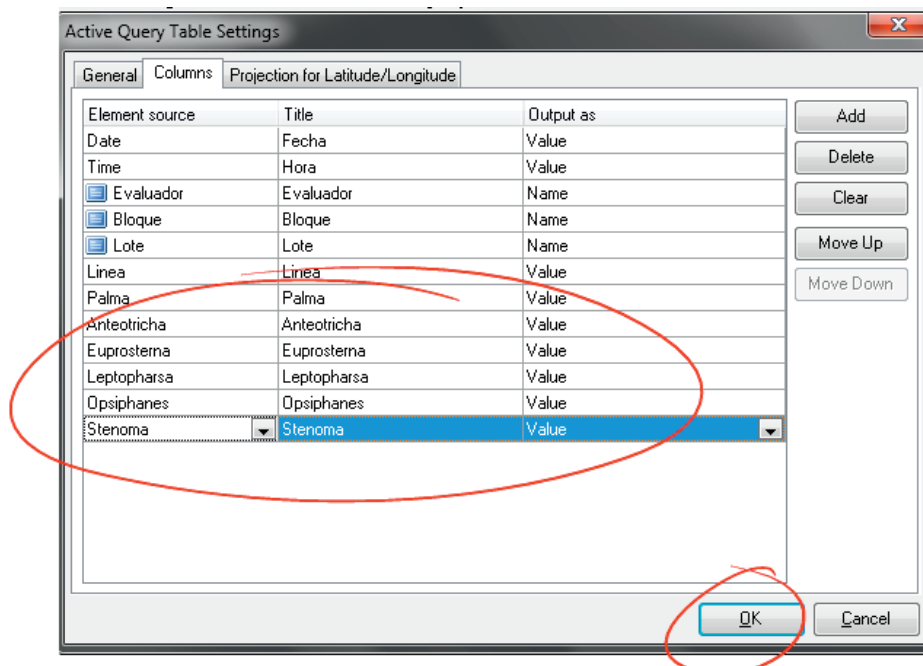 Active Query Table Settings
General Columns Projection for Latitude/Longitude
Element source Title Output as
Date Fecha Value
Time Hora Value
Evaluador Evaluador Name
Bloque Bloque Name
Lote Lote Name
Linea Linea Value
Palma Palma Value
Anteotricha Anteotricha Value
Euprosterna Euprosterna Value
Leptopharsa Leptopharsa Value
Opsiphanes Opsiphanes Value
Stenoma Stenoma Value
Add
Delete
Clear
Move Up
Move Down
OK Cancel